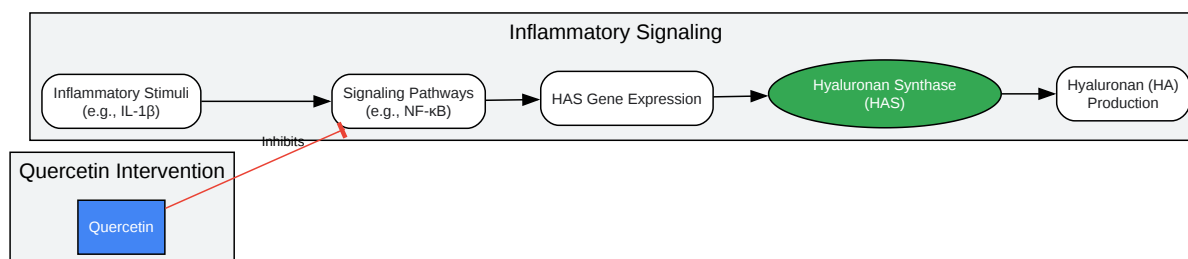 Inflammatory Signaling
Inflammatory Stimuli
(e.g., IL-1β)
Signaling Pathways
(e.g., NF-κB)
HAS Gene Expression
Hyaluronan Synthase
(HAS)
Hyaluronan (HA)
Production
Inhibits
Quercetin Intervention
Quercetin